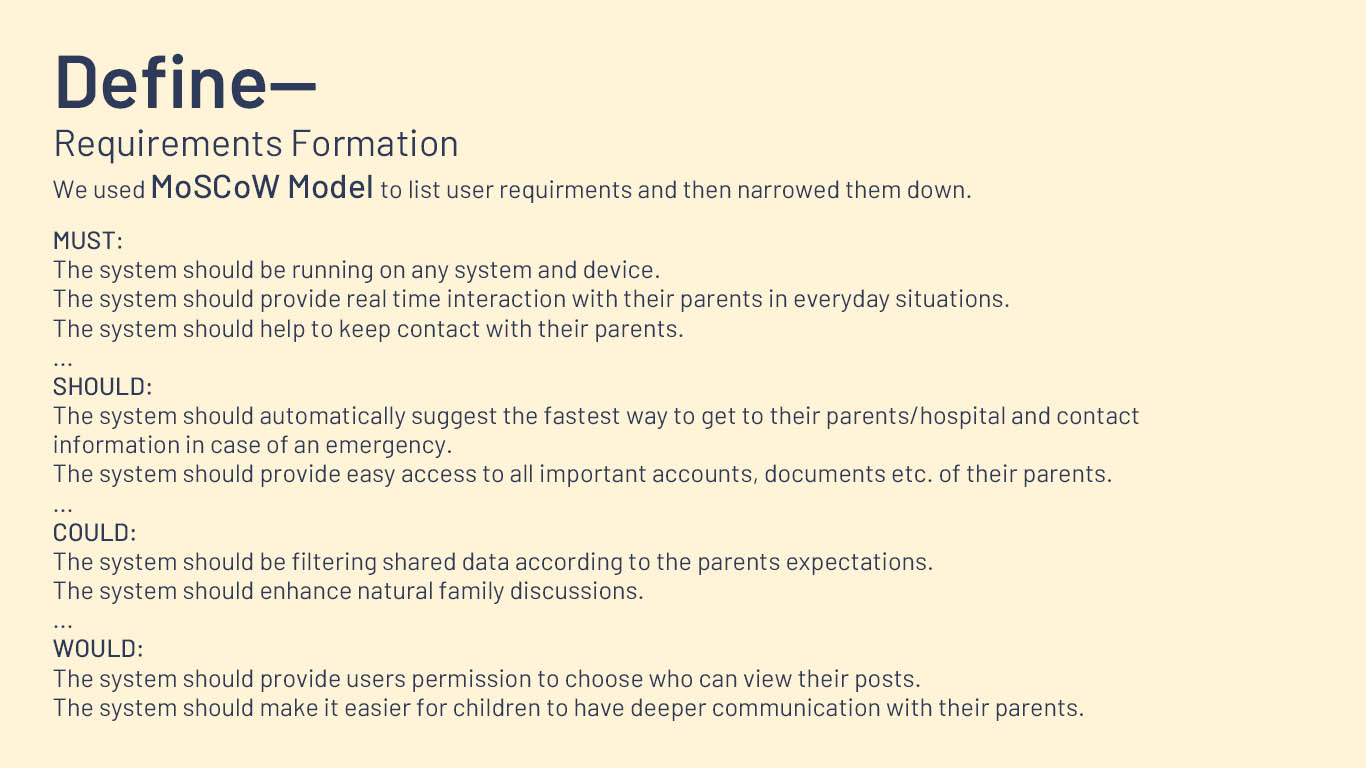 Define—
Requirements Formation
We used MoSCoW Model to list user requirments and then narrowed them down.
MUST:
The system should be running on any system and device.
The system should provide real time interaction with their parents in everyday situations.
The system should help to keep contact with their parents.
...
SHOULD:
The system should automatically suggest the fastest way to get to their parents/hospital and contact
information in case of an emergency.
The system should provide easy access to all important accounts, documents etc. of their parents.
...
COULD:
The system should be filtering shared data according to the parents expectations.
The system should enhance natural family discussions.
...
WOULD:
The system should provide users permission to choose who can view their posts.
The system should make it easier for children to have deeper communication with their parents.